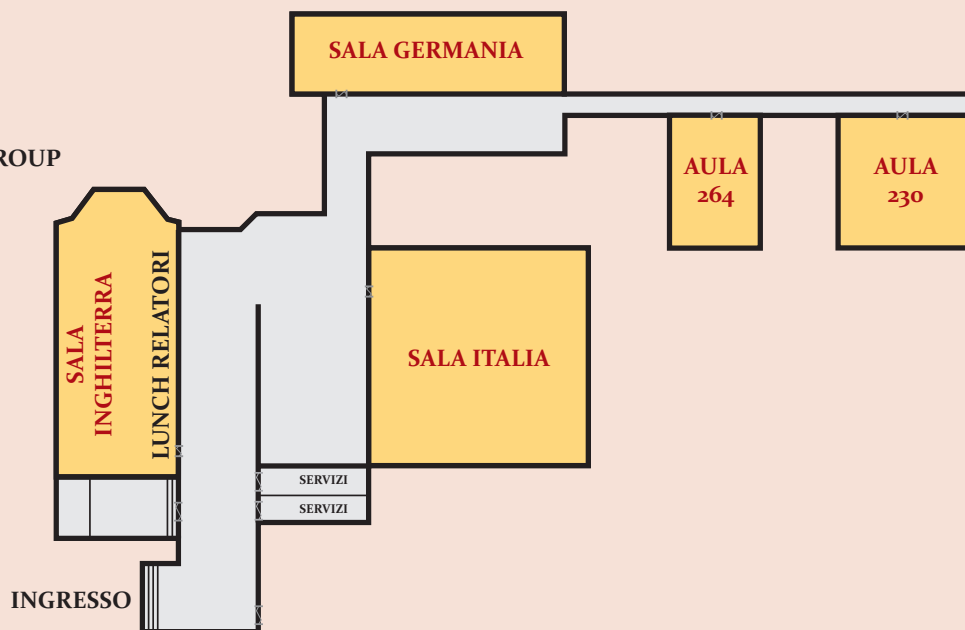 SALA GERMANIA
ROUP
AULA
264
AULA
230
SALA
INGHILTERRA
LUNCH RELATORI
SALA ITALIA
SERVIZI
SERVIZI
INGRESSO